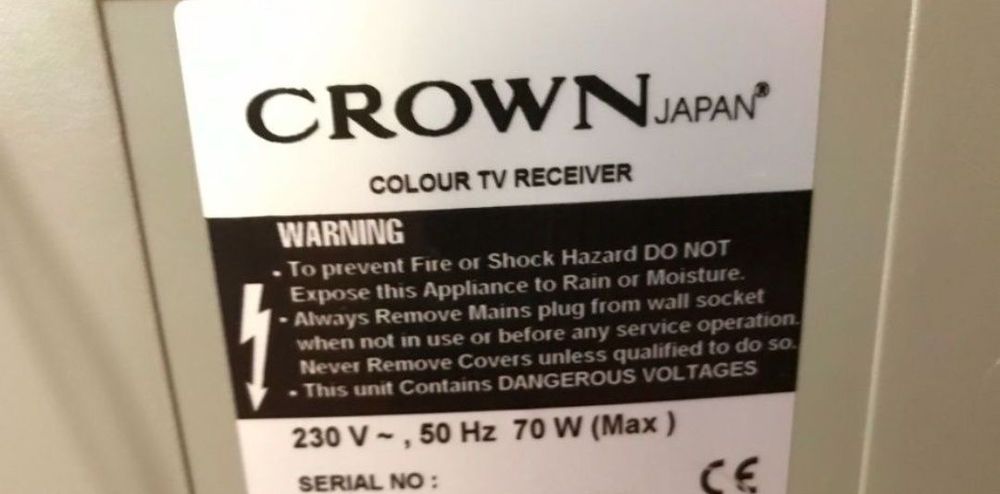 CROWN JAPAN®
COLOUR TV RECEIVER
WARNING
• To prevent Fire or Shock Hazard DO NOT
Expose this Appliance to Rain or Moisture.
• Always Remove Mains plug from wall socket
when not in use or before any service operation.
Never Remove Covers unless qualified to do so.
• This unit Contains DANGEROUS VOLTAGES
230 V ~ , 50 Hz 70 W (Max )
SERIAL NO : CE